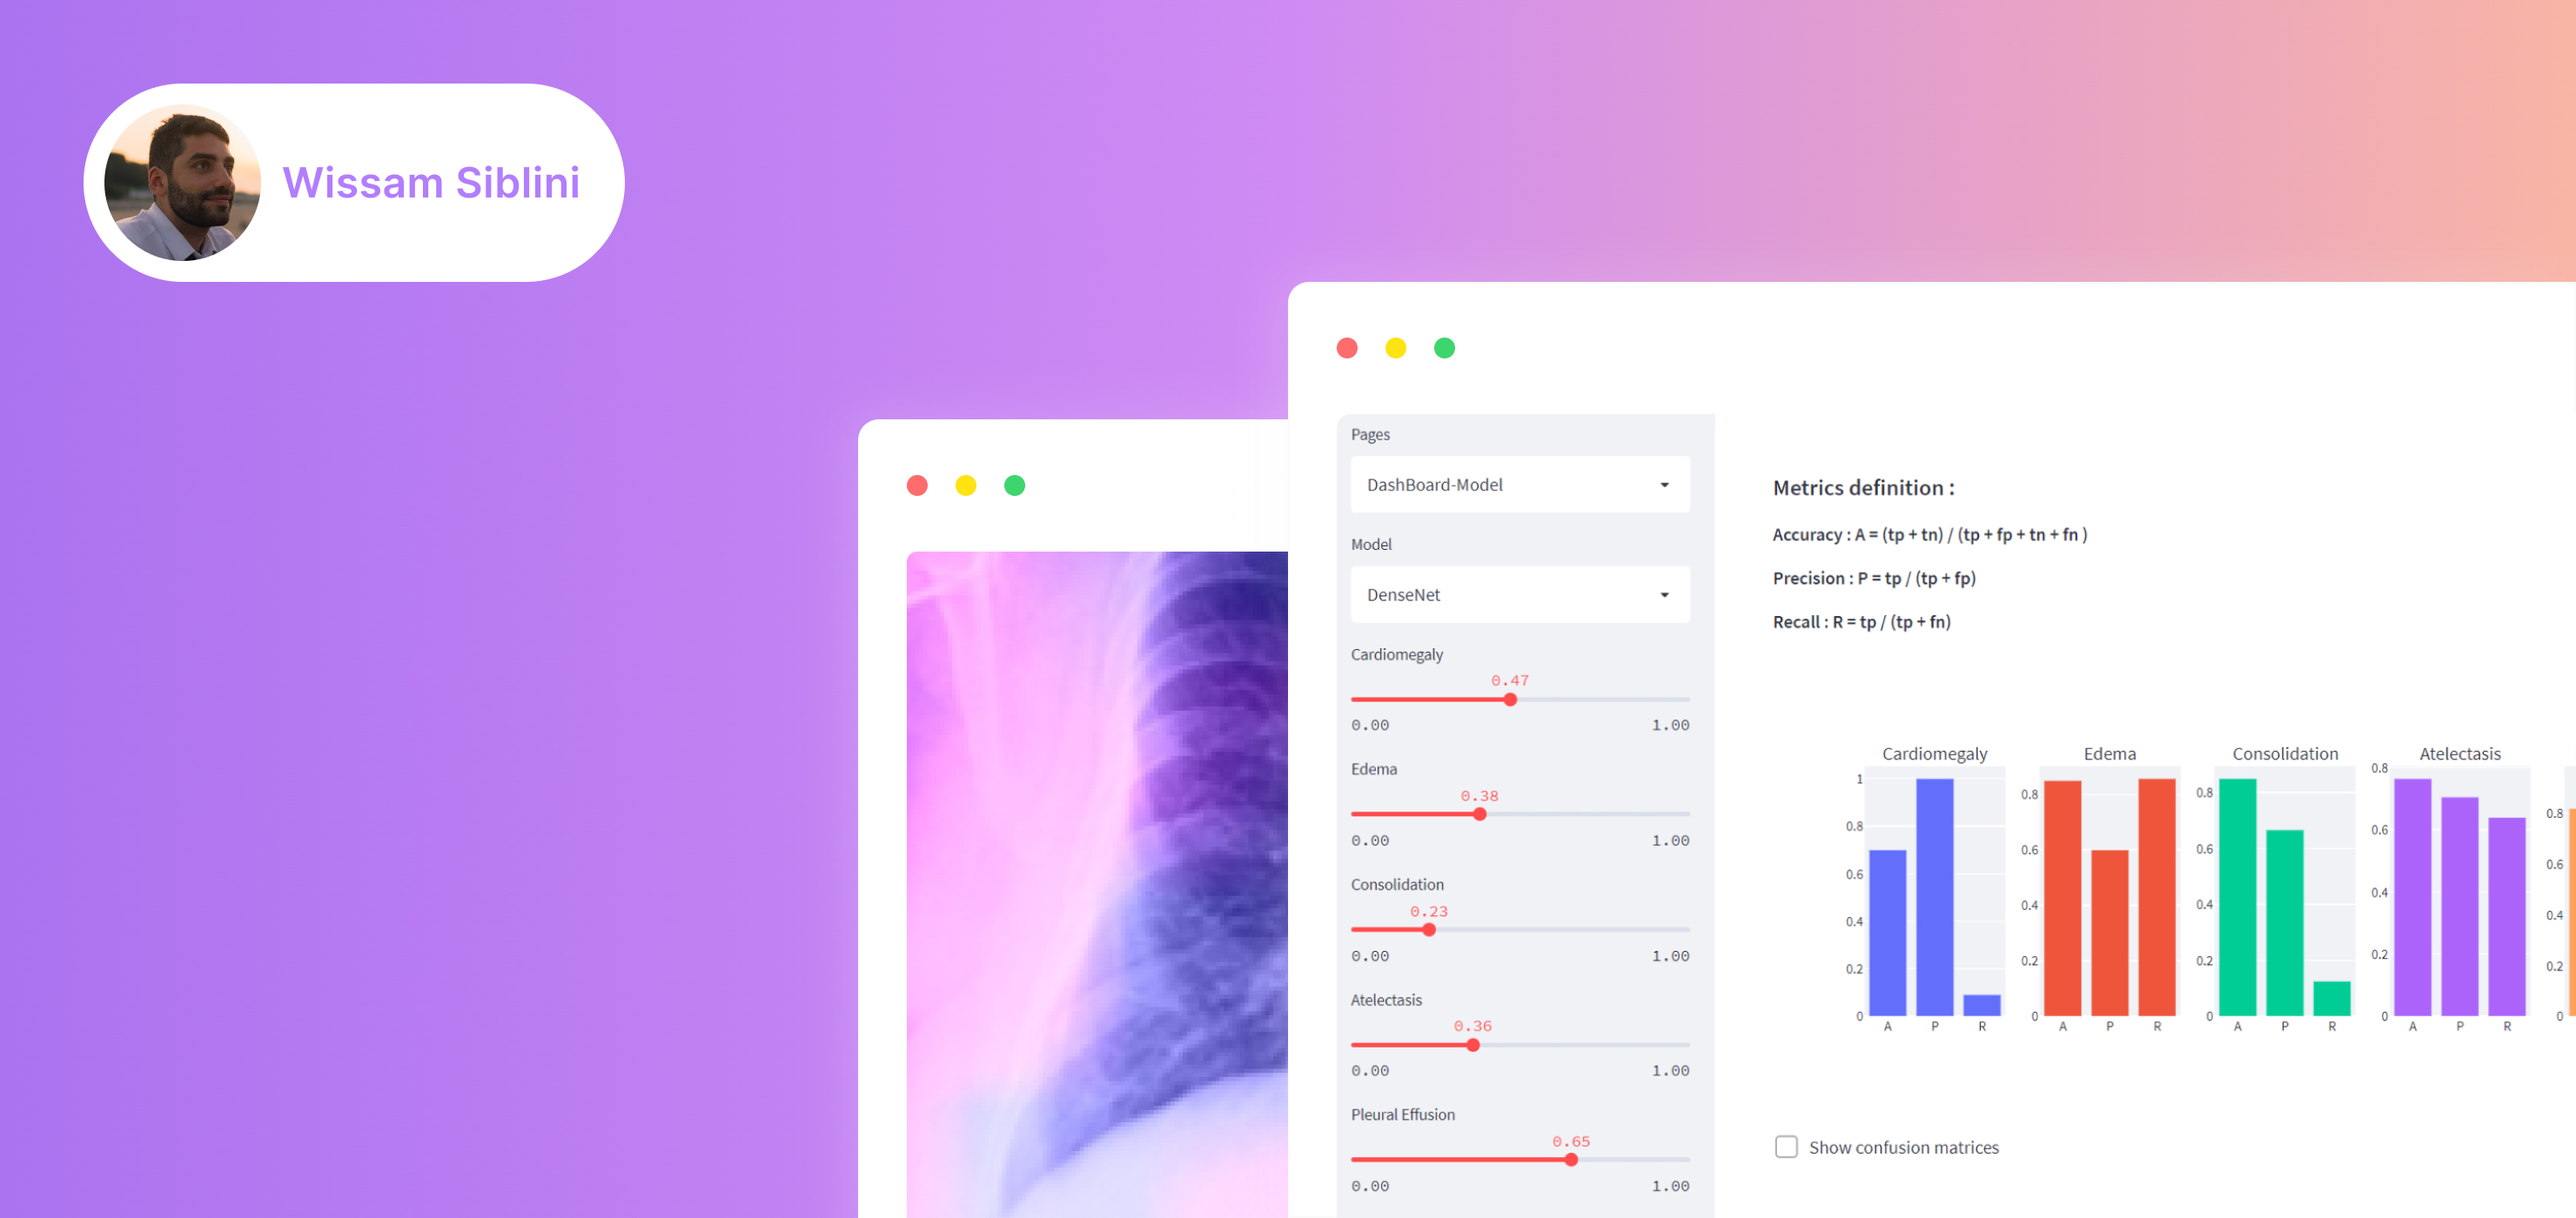 Wissam Siblini
Pages
DashBoard-Model
Model
DenseNet
Cardiomegaly
0.47
0.00 1.00
Edema
0.38
0.00 1.00
Consolidation
0.23
0.00 1.00
Atelectasis
0.36
0.00 1.00
Pleural Effusion
0.65
0.00 1.00
Metrics definition :
Accuracy : A = (tp + tn) / (tp + fp + tn + fn )
Precision : P = tp / (tp + fp)
Recall : R = tp / (tp + fn)
Cardiomegaly
1
0.8
0.6
0.4
0.2
0
A P R
Edema
0.8
0.6
0.4
0.2
0
A P R
Consolidation
0.8
0.6
0.4
0.2
0
A P R
Atelectasis
0.8
0.6
0.4
0.2
0
A P R
0.8
0.6
0.4
0.2
0
Show confusion matrices